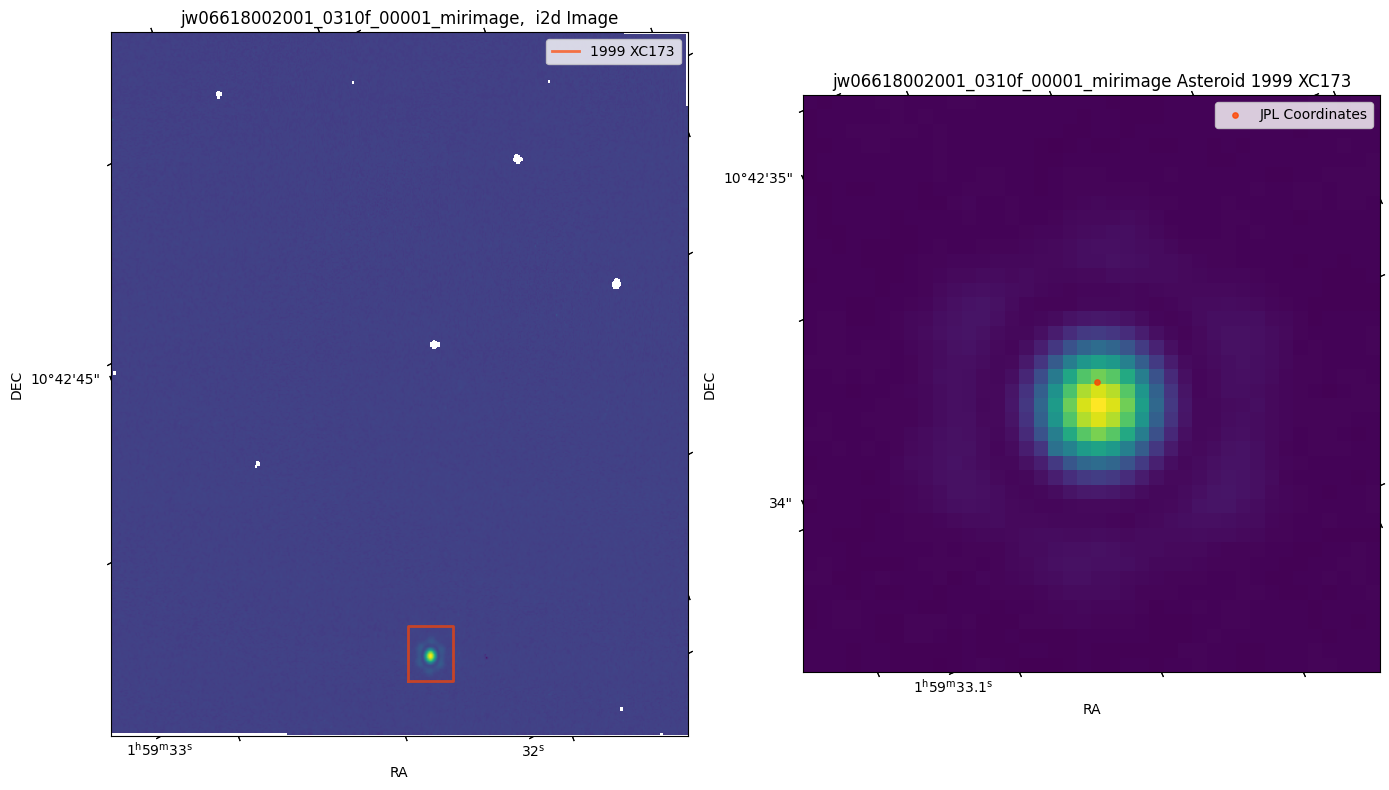 jw06618002001_0310f_00001_mirimage,  i2d Image
1999 XC173
DEC
10°42'45"
1ʰ59ᵐ33ˢ
32ˢ
RA
jw06618002001_0310f_00001_mirimage Asteroid 1999 XC173
JPL Coordinates
10°42'35"
DEC
34"
1ʰ59ᵐ33.1ˢ
RA